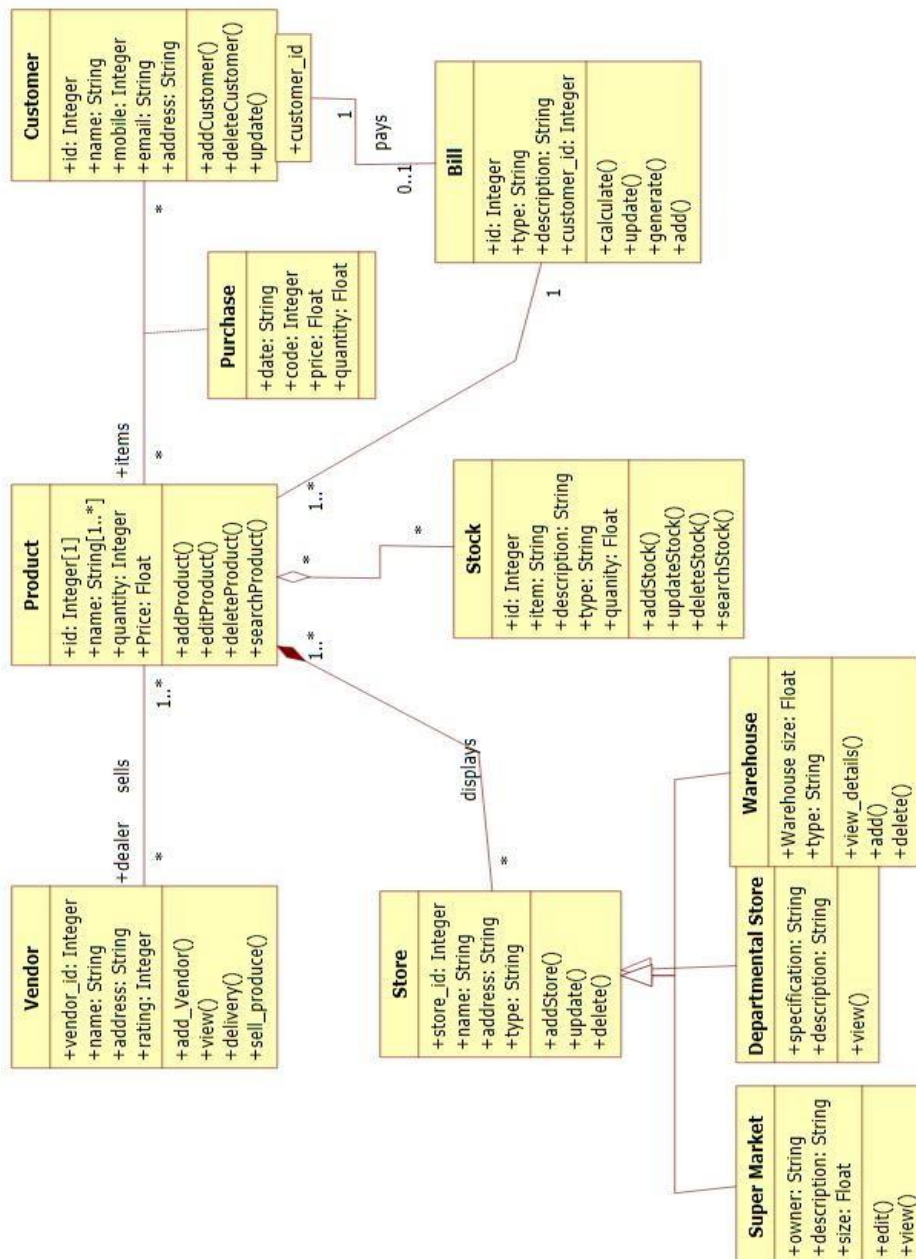 Vendor
+vendor_id: Integer
+name: String
+address: String
+rating: Integer
+add_Vendor()
+view()
+delivery()
+sell_produce()
+dealer
*
sells
1..*
Product
+id: Integer[1]
+name: String[1..*]
+quantity: Integer
+Price: Float
+addProduct()
+editProduct()
+deleteProduct()
+searchProduct()
+items
*
*
Customer
+id: Integer
+name: String
+mobile: Integer
+email: String
+address: String
+addCustomer()
+deleteCustomer()
+update()
+customer_id
Purchase
+date: String
+code: Integer
+price: Float
+quantity: Float
1
pays
0..1
Bill
+id: Integer
+type: String
+description: String
+customer_id: Integer
+calculate()
+update()
+generate()
+add()
1
1..*
*
*
Stock
+id: Integer
+item: String
+description: String
+type: String
+quanity: Float
+addStock()
+updateStock()
+deleteStock()
+searchStock()
1..*
displays
*
Store
+store_id: Integer
+name: String
+address: String
+type: String
+addStore()
+update()
+delete()
Super Market
+owner: String
+description: String
+size: Float
+edit()
+view()
Departmental Store
+specification: String
+description: String
+view()
Warehouse
+Warehouse size: Float
+type: String
+view_details()
+add()
+delete()